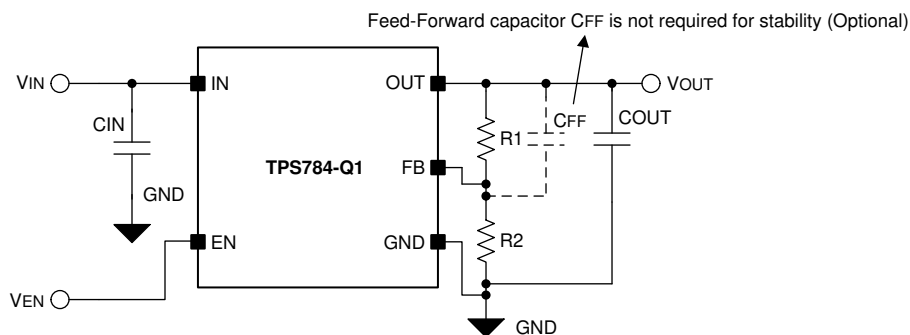 Feed-Forward capacitor CFF is not required for stability (Optional)
VIN
IN
OUT
VOUT
CIN
R1
CFF
COUT
TPS784-Q1
FB
GND
EN
GND
R2
VEN
GND